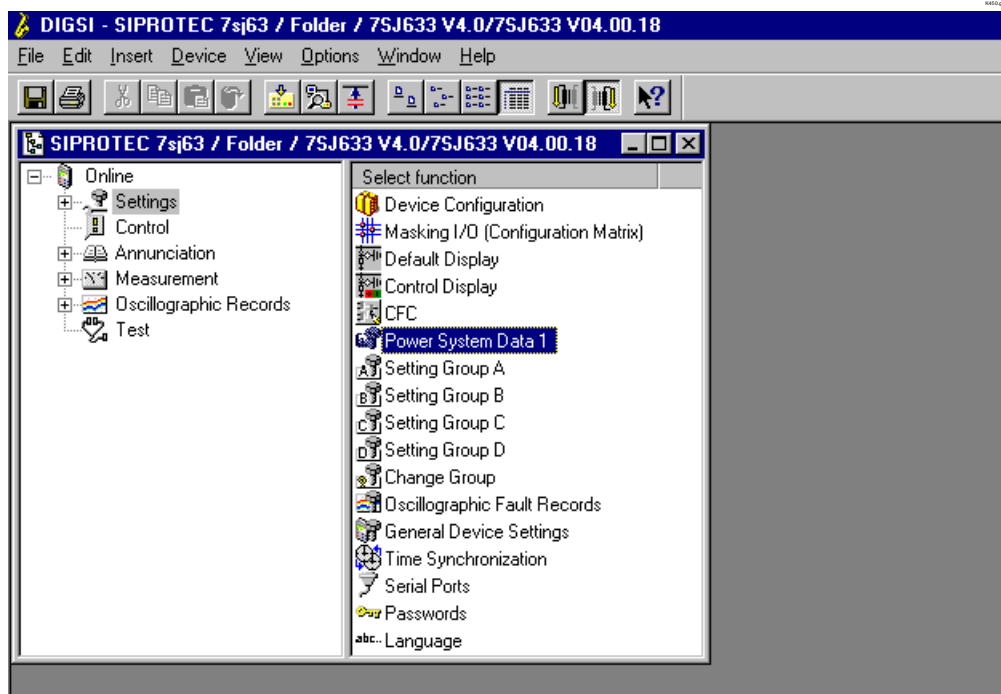 DIGSI - SIPROTEC 7sj63 / Folder / 7SJ633 V4.0/7SJ633 V04.00.18
File Edit Insert Device View Options Window Help
SIPROTEC 7sj63 / Folder / 7SJ633 V4.0/7SJ633 V04.00.18
Online
Settings
Control
Annunciation
Measurement
Oscillographic Records
Test
Select function
Device Configuration
Masking I/O (Configuration Matrix)
Default Display
Control Display
CFC
Power System Data 1
A Setting Group A
B Setting Group B
C Setting Group C
D Setting Group D
Change Group
Oscillographic Fault Records
General Device Settings
Time Synchronization
Serial Ports
Passwords
abc.. Language